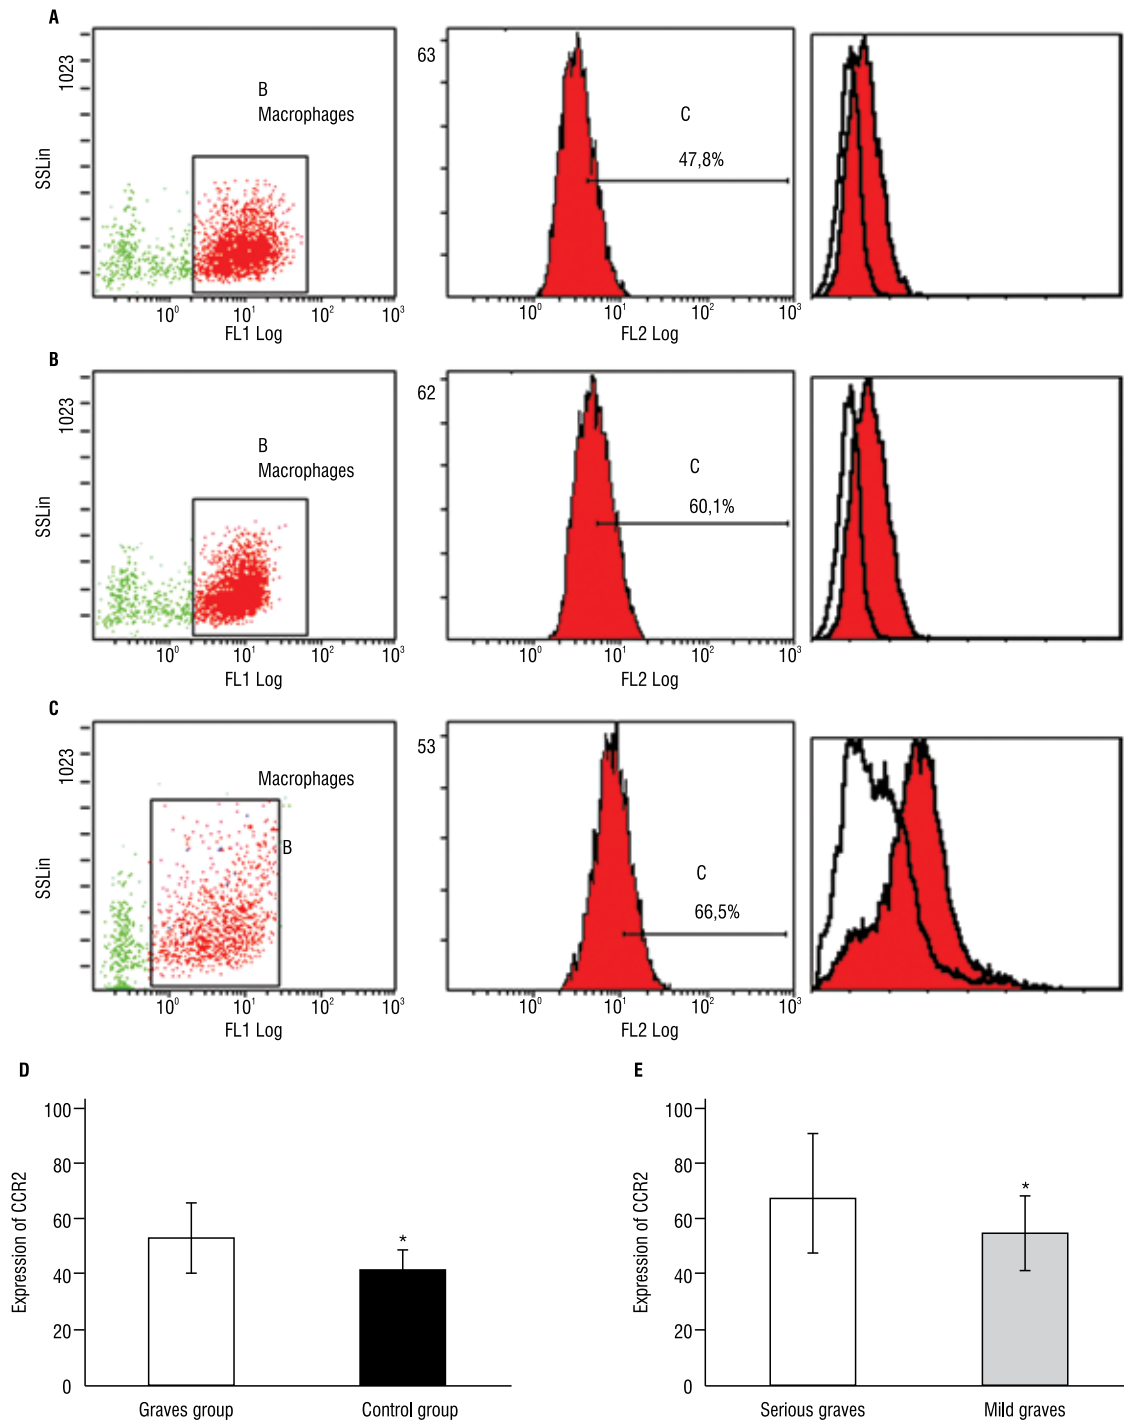 A
1023
SSLin
B
Macrophages
10^0 10^1 10^2 10^3
FL1 Log
63
C
47,8%
10^0 10^1 10^2 10^3
FL2 Log
B
1023
SSLin
B
Macrophages
10^0 10^1 10^2 10^3
FL1 Log
62
C
60,1%
10^0 10^1 10^2 10^3
FL2 Log
C
1023
SSLin
Macrophages
B
10^0 10^1 10^2 10^3
FL1 Log
53
C
66,5%
10^0 10^1 10^2 10^3
FL2 Log
D
Expression of CCR2
100
80
60
40
20
0
*
Graves group Control group
E
Expression of CCR2
100
80
60
40
20
0
*
Serious graves Mild graves